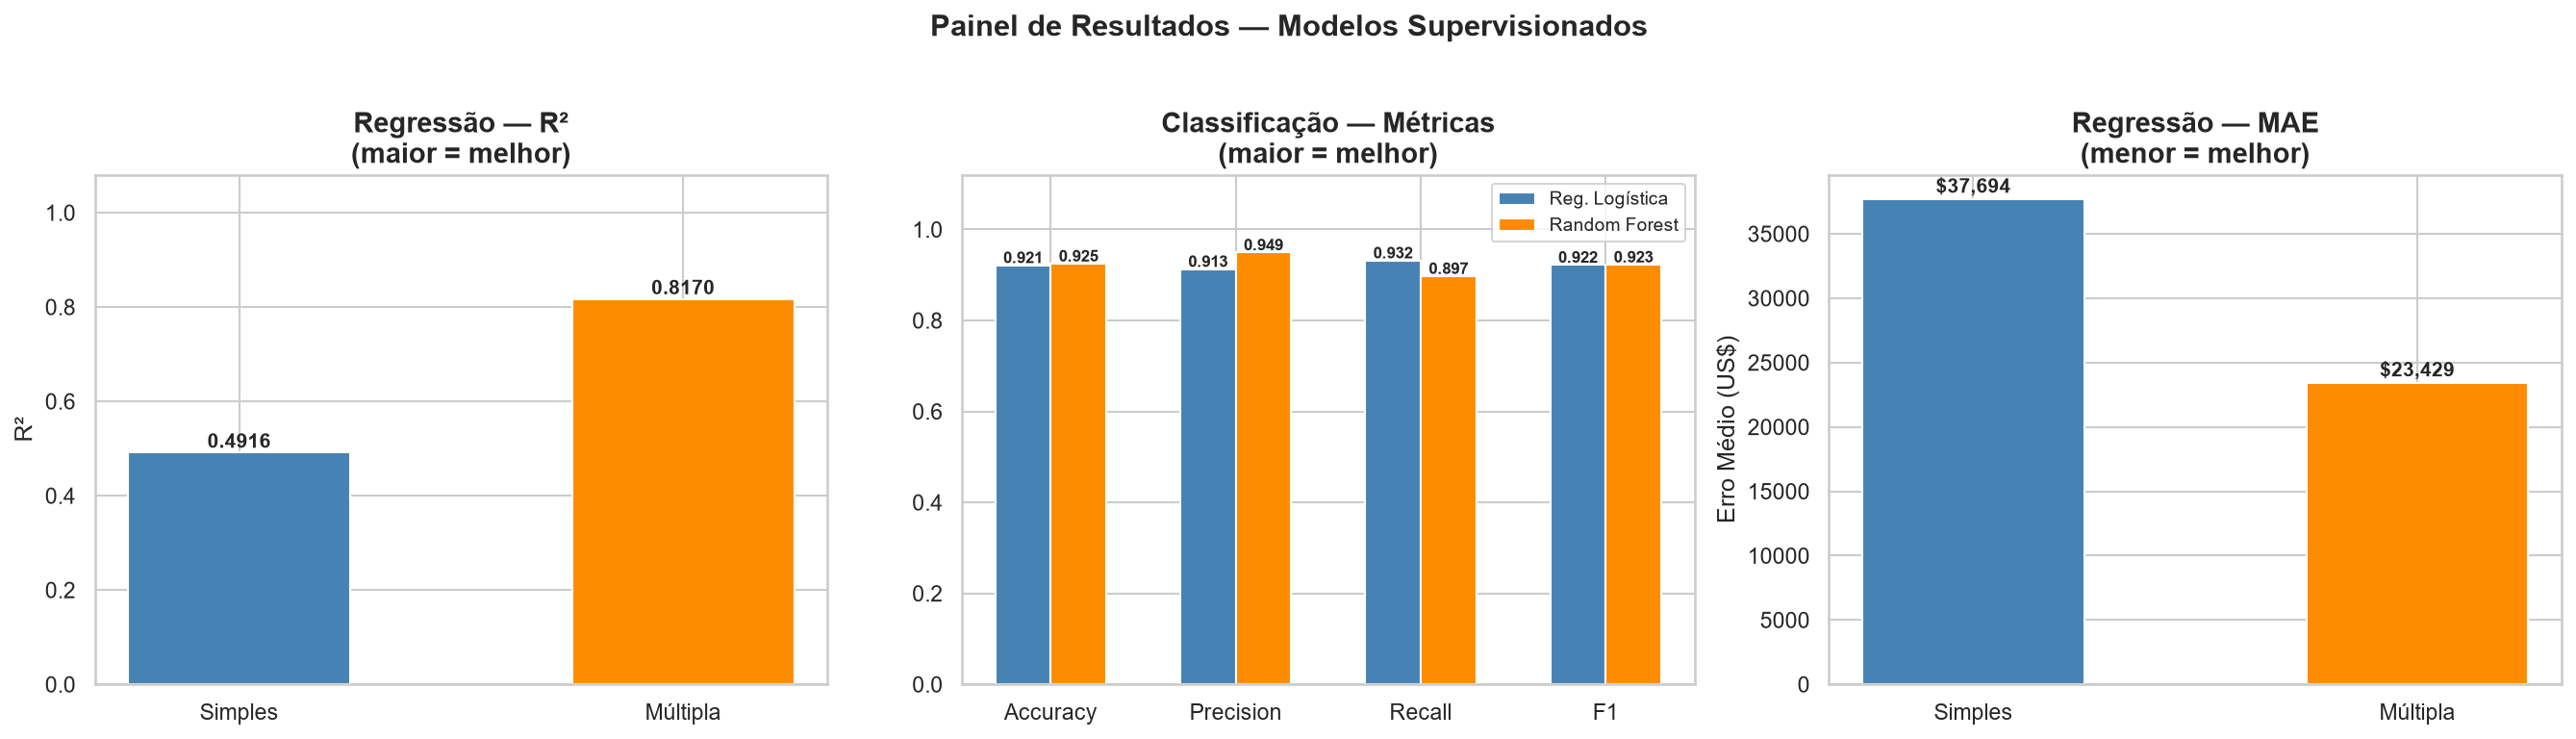 Painel de Resultados — Modelos Supervisionados
Regressão — R²
(maior = melhor)
R²
1.0
0.8
0.6
0.4
0.2
0.0
0.4916
0.8170
Simples
Múltipla
Classificação — Métricas
(maior = melhor)
Reg. Logística
Random Forest
1.0
0.8
0.6
0.4
0.2
0.0
0.921
0.925
0.913
0.949
0.932
0.897
0.922
0.923
Accuracy
Precision
Recall
F1
Regressão — MAE
(menor = melhor)
Erro Médio (US$)
35000
30000
25000
20000
15000
10000
5000
0
$37,694
$23,429
Simples
Múltipla